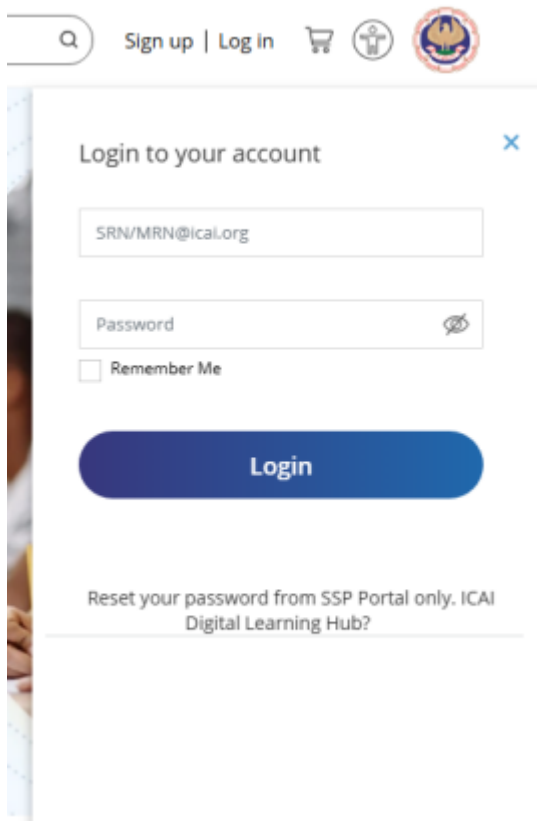 Sign up | Log in
Login to your account
SRN/MRN@icai.org
Password
Remember Me
Login
Reset your password from SSP Portal only. ICAI
Digital Learning Hub?